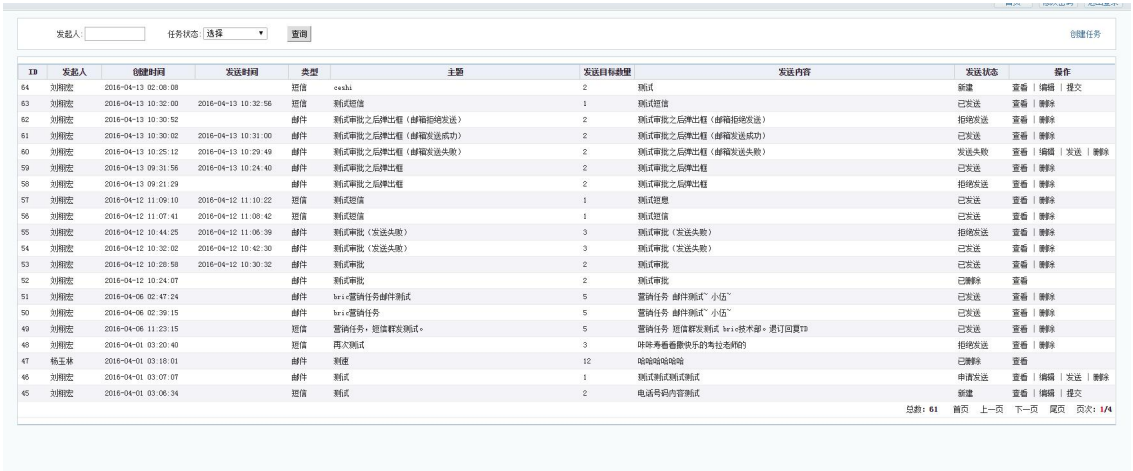 发起人: 任务状态: 选择 查询 创建任务
ID 发起人 创建时间 发送时间 类型 主题 发送目标数量 发送内容 发送状态 操作
64 刘栩宏 2016-04-13 02:08:08 短信 ceshi 2 测试 新建 查看 | 编辑 | 提交
63 刘栩宏 2016-04-13 10:32:00 2016-04-13 10:32:56 短信 测试短信 1 测试短信 已发送 查看 | 删除
62 刘栩宏 2016-04-13 10:30:52 邮件 测试审批之后弹出框（邮箱拒绝发送） 2 测试审批之后弹出框（邮箱拒绝发送） 拒绝发送 查看 | 删除
61 刘栩宏 2016-04-13 10:30:02 2016-04-13 10:31:00 邮件 测试审批之后弹出框（邮箱发送成功） 2 测试审批之后弹出框（邮箱发送成功） 已发送 查看 | 删除
60 刘栩宏 2016-04-13 10:25:12 2016-04-13 10:29:49 邮件 测试审批之后弹出框（邮箱发送失败） 2 测试审批之后弹出框（邮箱发送失败） 发送失败 查看 | 编辑 | 发送 | 删除
59 刘栩宏 2016-04-13 09:31:56 2016-04-13 10:24:40 邮件 测试审批之后弹出框 2 测试审批之后弹出框 已发送 查看 | 删除
58 刘栩宏 2016-04-13 09:21:29 邮件 测试审批之后弹出框 2 测试审批之后弹出框 拒绝发送 查看 | 删除
57 刘栩宏 2016-04-12 11:09:10 2016-04-12 11:10:22 短信 测试短信 1 测试短息 已发送 查看 | 删除
56 刘栩宏 2016-04-12 11:07:41 2016-04-12 11:08:42 短信 测试短信 1 测试短信 已发送 查看 | 删除
55 刘栩宏 2016-04-12 10:44:25 2016-04-12 11:06:39 邮件 测试审批（发送失败） 3 测试审批（发送失败） 拒绝发送 查看 | 删除
54 刘栩宏 2016-04-12 10:32:02 2016-04-12 10:42:30 邮件 测试审批（发送失败） 3 测试审批（发送失败） 已发送 查看 | 删除
53 刘栩宏 2016-04-12 10:28:58 2016-04-12 10:30:32 邮件 测试审批 2 测试审批 已发送 查看 | 删除
52 刘栩宏 2016-04-12 10:24:07 邮件 测试审批 2 测试审批 已删除 查看
51 刘栩宏 2016-04-06 02:47:24 邮件 bric营销任务邮件测试 5 营销任务 邮件测试~ 小伍~ 已发送 查看 | 删除
50 刘栩宏 2016-04-06 02:39:15 邮件 bric营销任务 5 营销任务 邮件测试~ 小伍~ 已发送 查看 | 删除
49 刘栩宏 2016-04-06 11:23:15 短信 营销任务，短信群发测试。 5 营销任务 短信群发测试 bric技术部。退订回复TD 已发送 查看 | 删除
48 刘栩宏 2016-04-01 03:20:40 短信 再次测试 3 咔咔寿看看撒快乐的考拉老师的 拒绝发送 查看 | 删除
47 杨玉林 2016-04-01 03:18:01 邮件 测速 12 哈哈哈哈哈哈 已删除 查看
46 刘栩宏 2016-04-01 03:07:07 邮件 测试 1 测试测试测试测试 申请发送 查看 | 编辑 | 发送 | 删除
45 刘栩宏 2016-04-01 03:06:34 短信 测试 2 电话号码内容测试 新建 查看 | 编辑 | 提交
总数: 61 首页 上一页 下一页 尾页 页次: 1/4